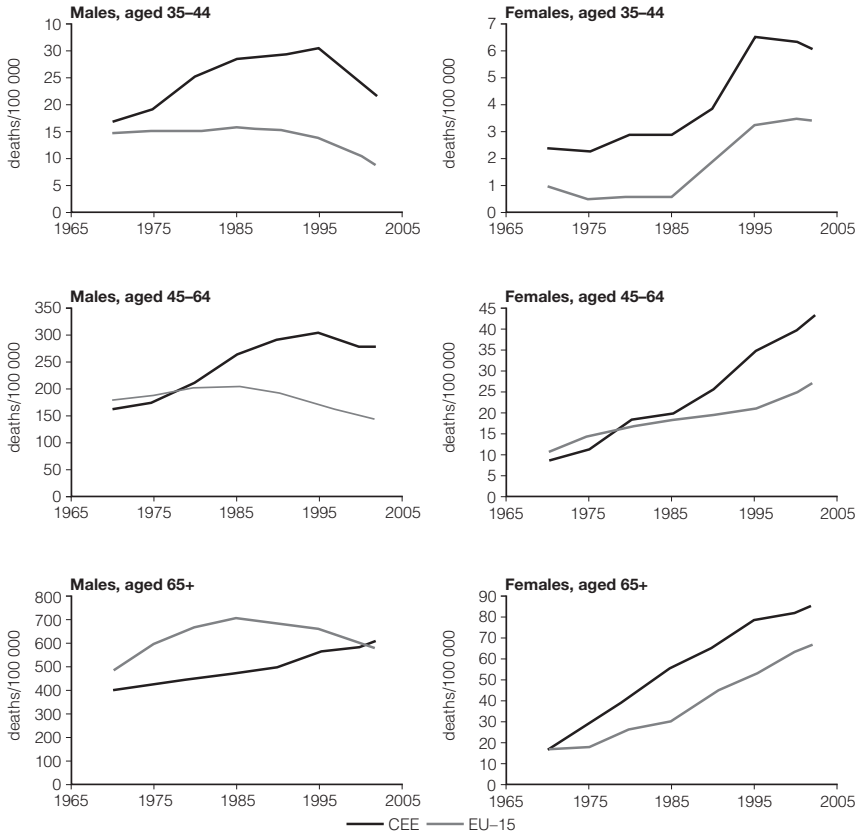 Males, aged 35–44
deaths/100 000
10
30
25
20
15
10
5
0
1965 1975 1985 1995 2005
Females, aged 35–44
deaths/100 000
7
6
5
4
3
2
1
0
1965 1975 1985 1995 2005
Males, aged 45–64
deaths/100 000
350
300
250
200
150
100
50
0
1965 1975 1985 1995 2005
Females, aged 45–64
deaths/100 000
45
40
35
30
25
20
15
10
5
0
1965 1975 1985 1995 2005
Males, aged 65+
deaths/100 000
800
700
600
500
400
300
200
100
0
1965 1975 1985 1995 2005
Females, aged 65+
deaths/100 000
90
80
70
60
50
40
30
20
10
0
1965 1975 1985 1995 2005
CEE EU–15